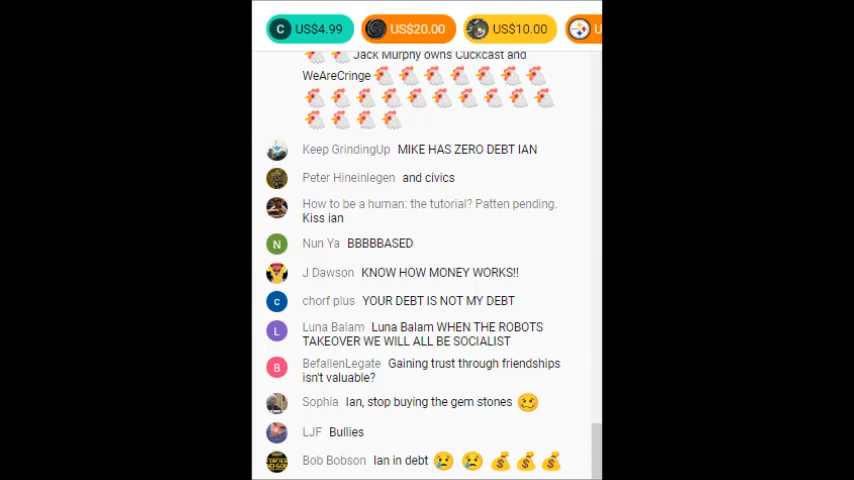 C US$4.99 US$20.00 US$10.00 U
Jack Murphy owns Cuckcast and
WeAreCringe
Keep GrindingUp MIKE HAS ZERO DEBT IAN
Peter Hineinlegen and civics
How to be a human: the tutorial? Patten pending.
Kiss ian
N Nun Ya BBBBBASED
J Dawson KNOW HOW MONEY WORKS!!
c chorf plus YOUR DEBT IS NOT MY DEBT
L Luna Balam Luna Balam WHEN THE ROBOTS
TAKEOVER WE WILL ALL BE SOCIALIST
B BefallenLegate Gaining trust through friendships
isn't valuable?
Sophia Ian, stop buying the gem stones
LJF Bullies
Bob Bobson Ian in debt